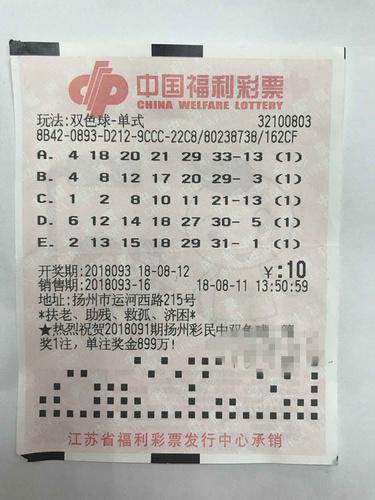 中国福利彩票
CHINA WELFARE LOTTERY
玩法:双色球-单式 32100803
8B42-0893-D212-9CCC-22C8/80238738/162CF
A. 4 18 20 21 29 33-13 (1)
B. 4 8 12 17 20 29- 3 (1)
C. 1 2 8 10 11 21-13 (1)
D. 6 12 14 18 27 30- 5 (1)
E. 2 13 15 18 29 31- 1 (1)
开奖期:2018093 18-08-12 ¥:10
销售期:2018093-16 18-08-11 13:50:59
地址:扬州市运河西路215号
*扶老、助残、救孤、济困*
★热烈祝贺2018091期扬州彩民中双色球
奖1注，单注奖金899万!
江苏省福利彩票发行中心承销